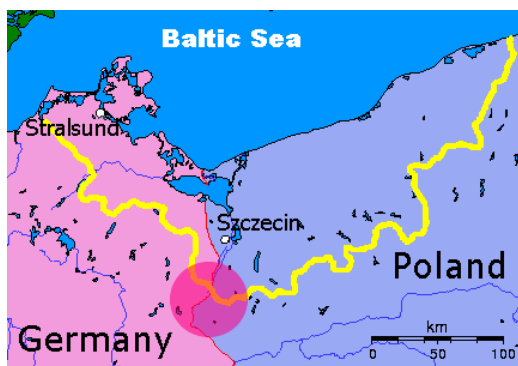 Baltic Sea
Stralsund
Szczecin
Poland
Germany
km
0 50 100